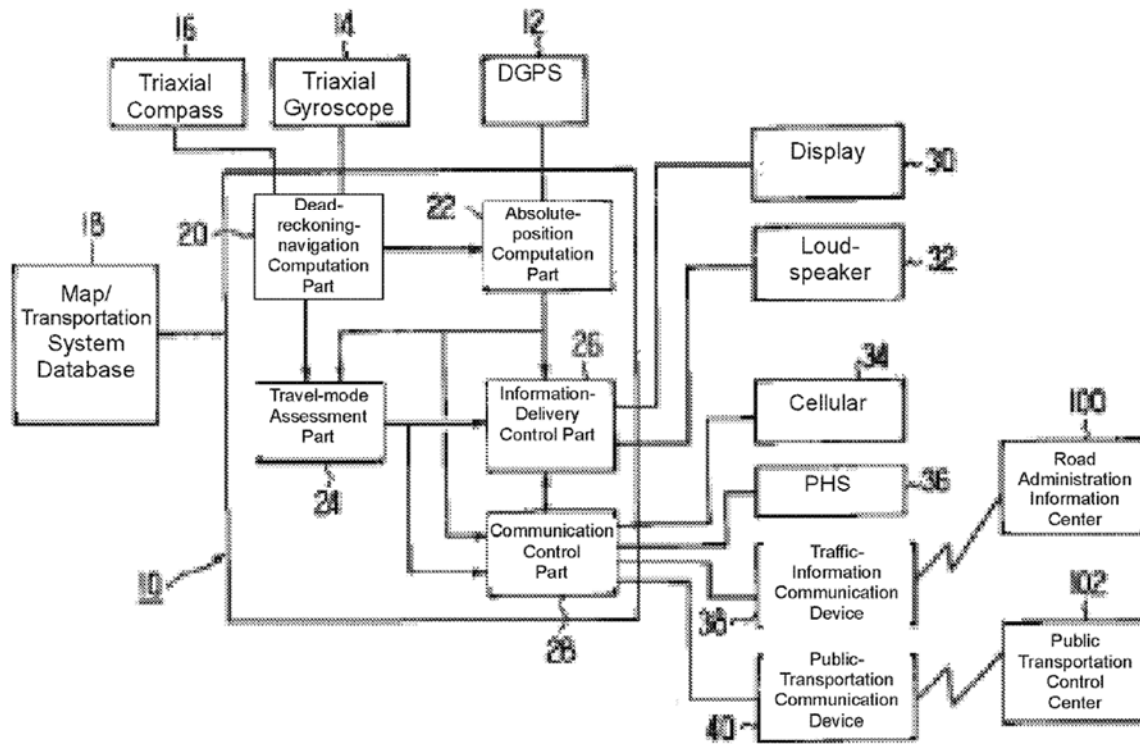 16
14
12
Triaxial
Compass
Triaxial
Gyroscope
DGPS
Display
30
18
20
Dead-
reckoning-
navigation
Computation
Part
22
Absolute-
position
Computation
Part
Loud-
speaker
32
Map/
Transportation
System
Database
26
34
Travel-mode
Assessment
Part
24
Information-
Delivery
Control Part
Cellular
100
PHS
36
Road
Administration
Information
Center
Communication
Control
Part
28
10
Traffic-
Information
Communication
Device
38
102
Public-
Transportation
Communication
Device
40
Public
Transportation
Control
Center